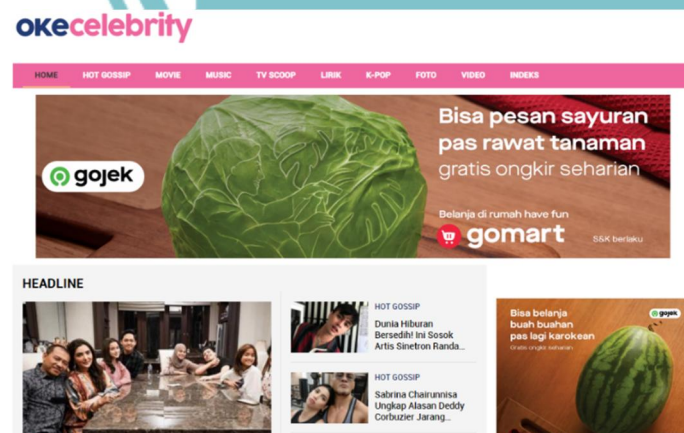 okecelebrity
HOME HOT GOSSIP MOVIE MUSIC TV SCOOP LIRIK K-POP FOTO VIDEO INDEKS
gojek
Bisa pesan sayuran
pas rawat tanaman
gratis ongkir seharian
Belanja di rumah have fun
gomart
S&K berlaku
HEADLINE
HOT GOSSIP
Dunia Hiburan
Bersedih! Ini Sosok
Artis Sinetron Randa...
HOT GOSSIP
Sabrina Chairunnisa
Ungkap Alasan Deddy
Corbuzier Jarang...
Bisa belanja
buah buahan
pas lagi karokean
Gratis ongkir seharian
gojek